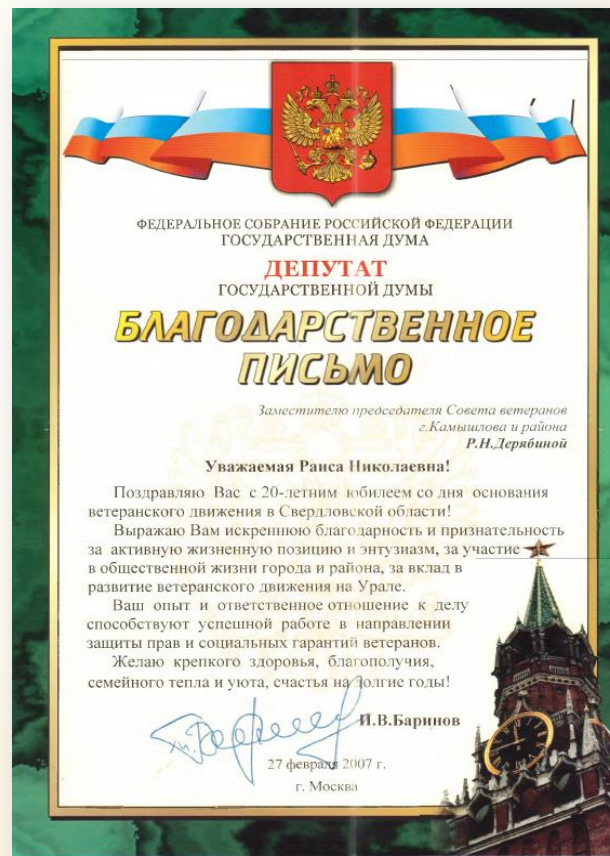 ФЕДЕРАЛЬНОЕ СОБРАНИЕ РОССИЙСКОЙ ФЕДЕРАЦИИ
ГОСУДАРСТВЕННАЯ ДУМА
ДЕПУТАТ
ГОСУДАРСТВЕННОЙ ДУМЫ
БЛАГОДАРСТВЕННОЕ
ПИСЬМО
Заместителю председателя Совета ветеранов
г.Камышлова и района
Р.Н.Дерябиной
Уважаемая Раиса Николаевна!
Поздравляю Вас с 20-летним юбилеем со дня основания
ветеранского движения в Свердловской области!
Выражаю Вам искреннюю благодарность и признательность
за активную жизненную позицию и энтузиазм, за участие
в общественной жизни города и района, за вклад в
развитие ветеранского движения на Урале.
Ваш опыт и ответственное отношение к делу
способствуют успешной работе в направлении
защиты прав и социальных гарантий ветеранов.
Желаю крепкого здоровья, благополучия,
семейного тепла и уюта, счастья на долгие годы!
И.В.Баринов
27 февраля 2007 г.
г. Москва